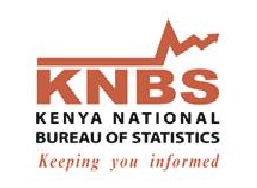 KNBS
KENYA NATIONAL
BUREAU OF STATISTICS
Keeping you informed